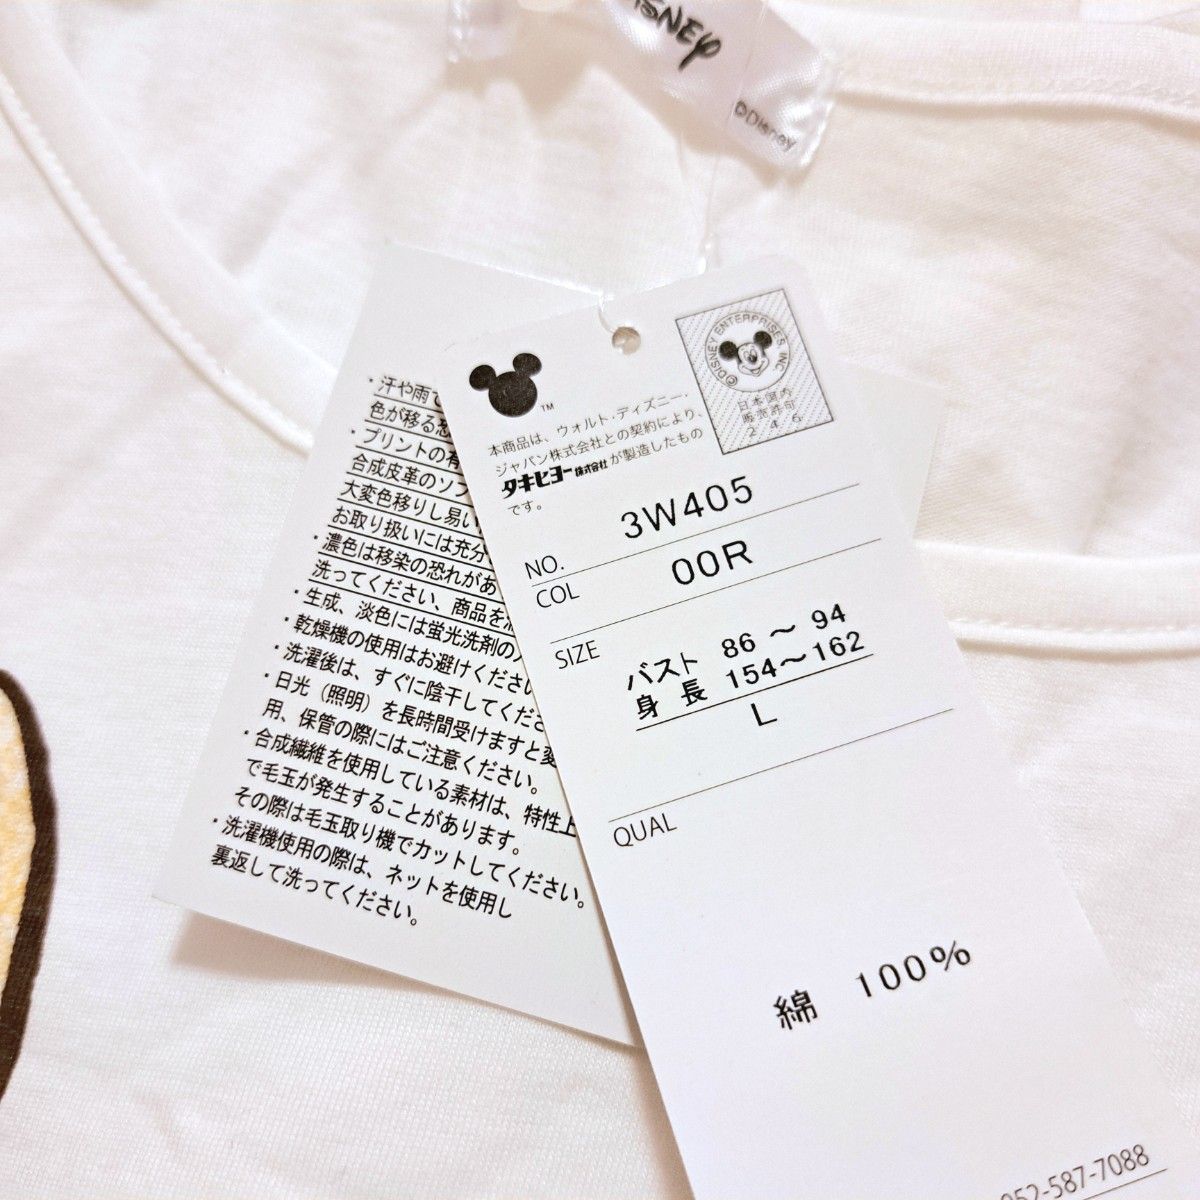 DISNEY
©Disney
TM
©DISNEY ENTERPRISES, INC
日本国内
販売許可
246
本商品は、ウォルト・ディズニー・
ジャパン株式会社との契約により、
タキヒヨー株式会社が製造したもの
です。
NO. 3W405
COL 00R
SIZE
バスト 86 ～ 94
身 長 154～162
L
QUAL
綿 100%
052-587-7088
・汗や雨で
色が移る恐
・プリントの有
合成皮革のソフ
大変色移りし易い
お取り扱いには充分
・濃色は移染の恐れがあ
洗ってください、商品を
・生成、淡色には蛍光洗剤の
・乾燥機の使用はお避けください
・洗濯後は、すぐに陰干してくださ
・日光（照明）を長時間受けますと変
用、保管の際にはご注意ください。
・合成繊維を使用している素材は、特性上
で毛玉が発生することがあります。
その際は毛玉取り機でカットしてください。
・洗濯機使用の際は、ネットを使用し
裏返して洗ってください。